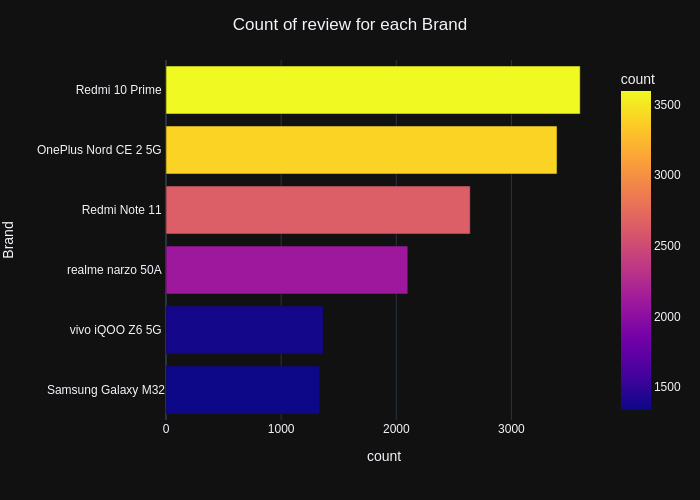 Count of review for each Brand
Brand
Redmi 10 Prime
OnePlus Nord CE 2 5G
Redmi Note 11
realme narzo 50A
vivo iQOO Z6 5G
Samsung Galaxy M32
0 1000 2000 3000
count
count
3500
3000
2500
2000
1500